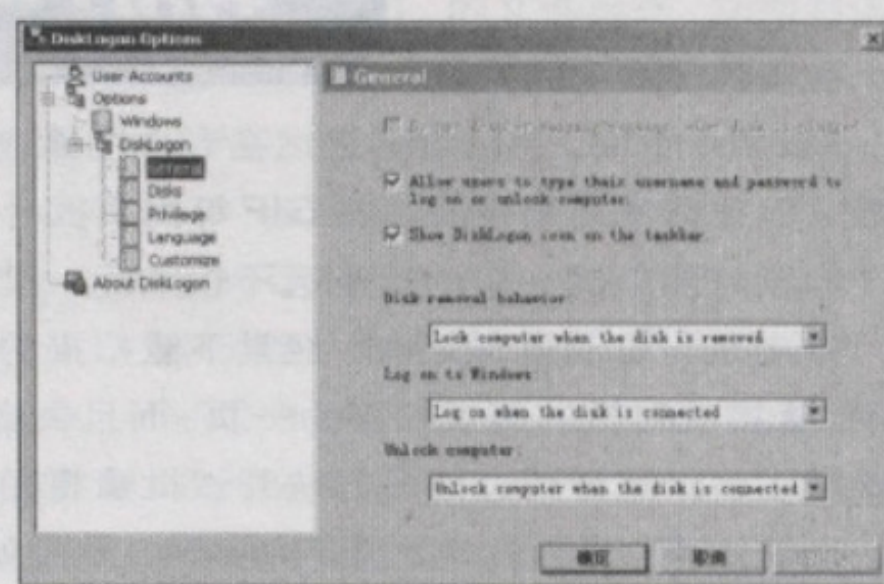 DiskLogon Options
User Accounts
Options
Windows
DiskLogon
General
Disks
Privilege
Language
Customize
About DiskLogon
General
Allow users to type their username and password to
log on or unlock computer.
Show DiskLogon icon on the taskbar.
Disk removal behavior:
Lock computer when the disk is removed
Log on to Windows:
Log on when the disk is connected
Unlock computer:
Unlock computer when the disk is connected
确定
取消